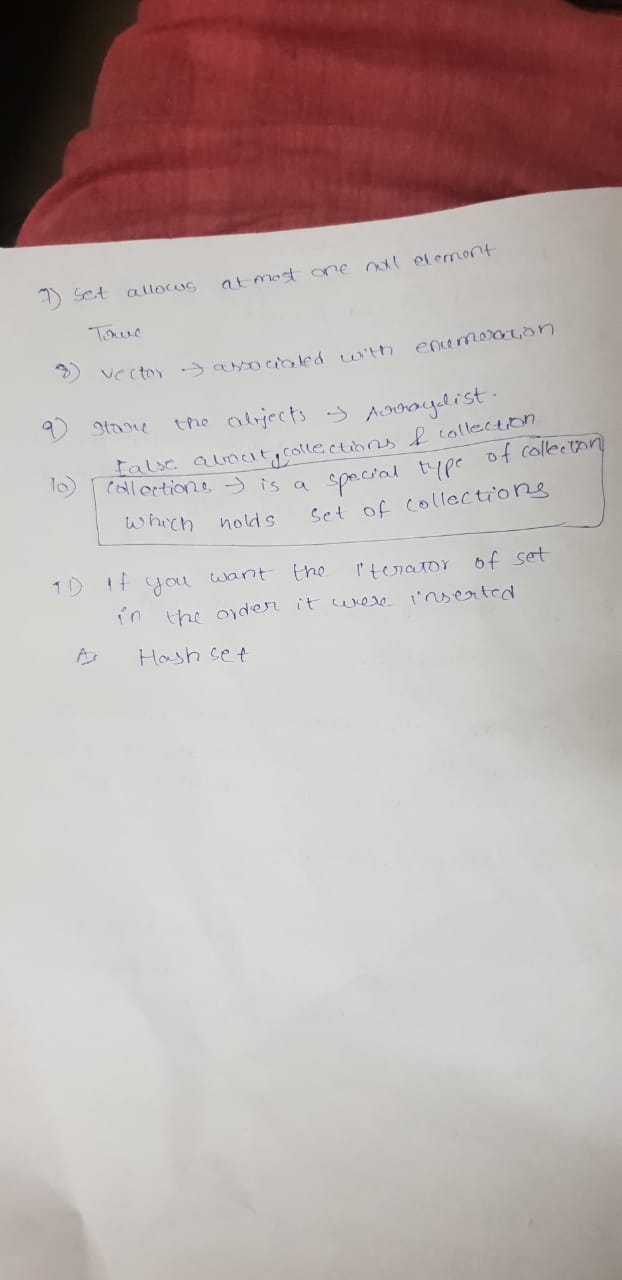 7) Set allows atmost one null element
True
8) Vector → associated with enumeration
9) Store the objects → Arraylist.
False about collections & collection
10) Collections → is a special type of collection
which holds set of collections
11) If you want the iterator of set
in the order it were inserted
A: Hash set